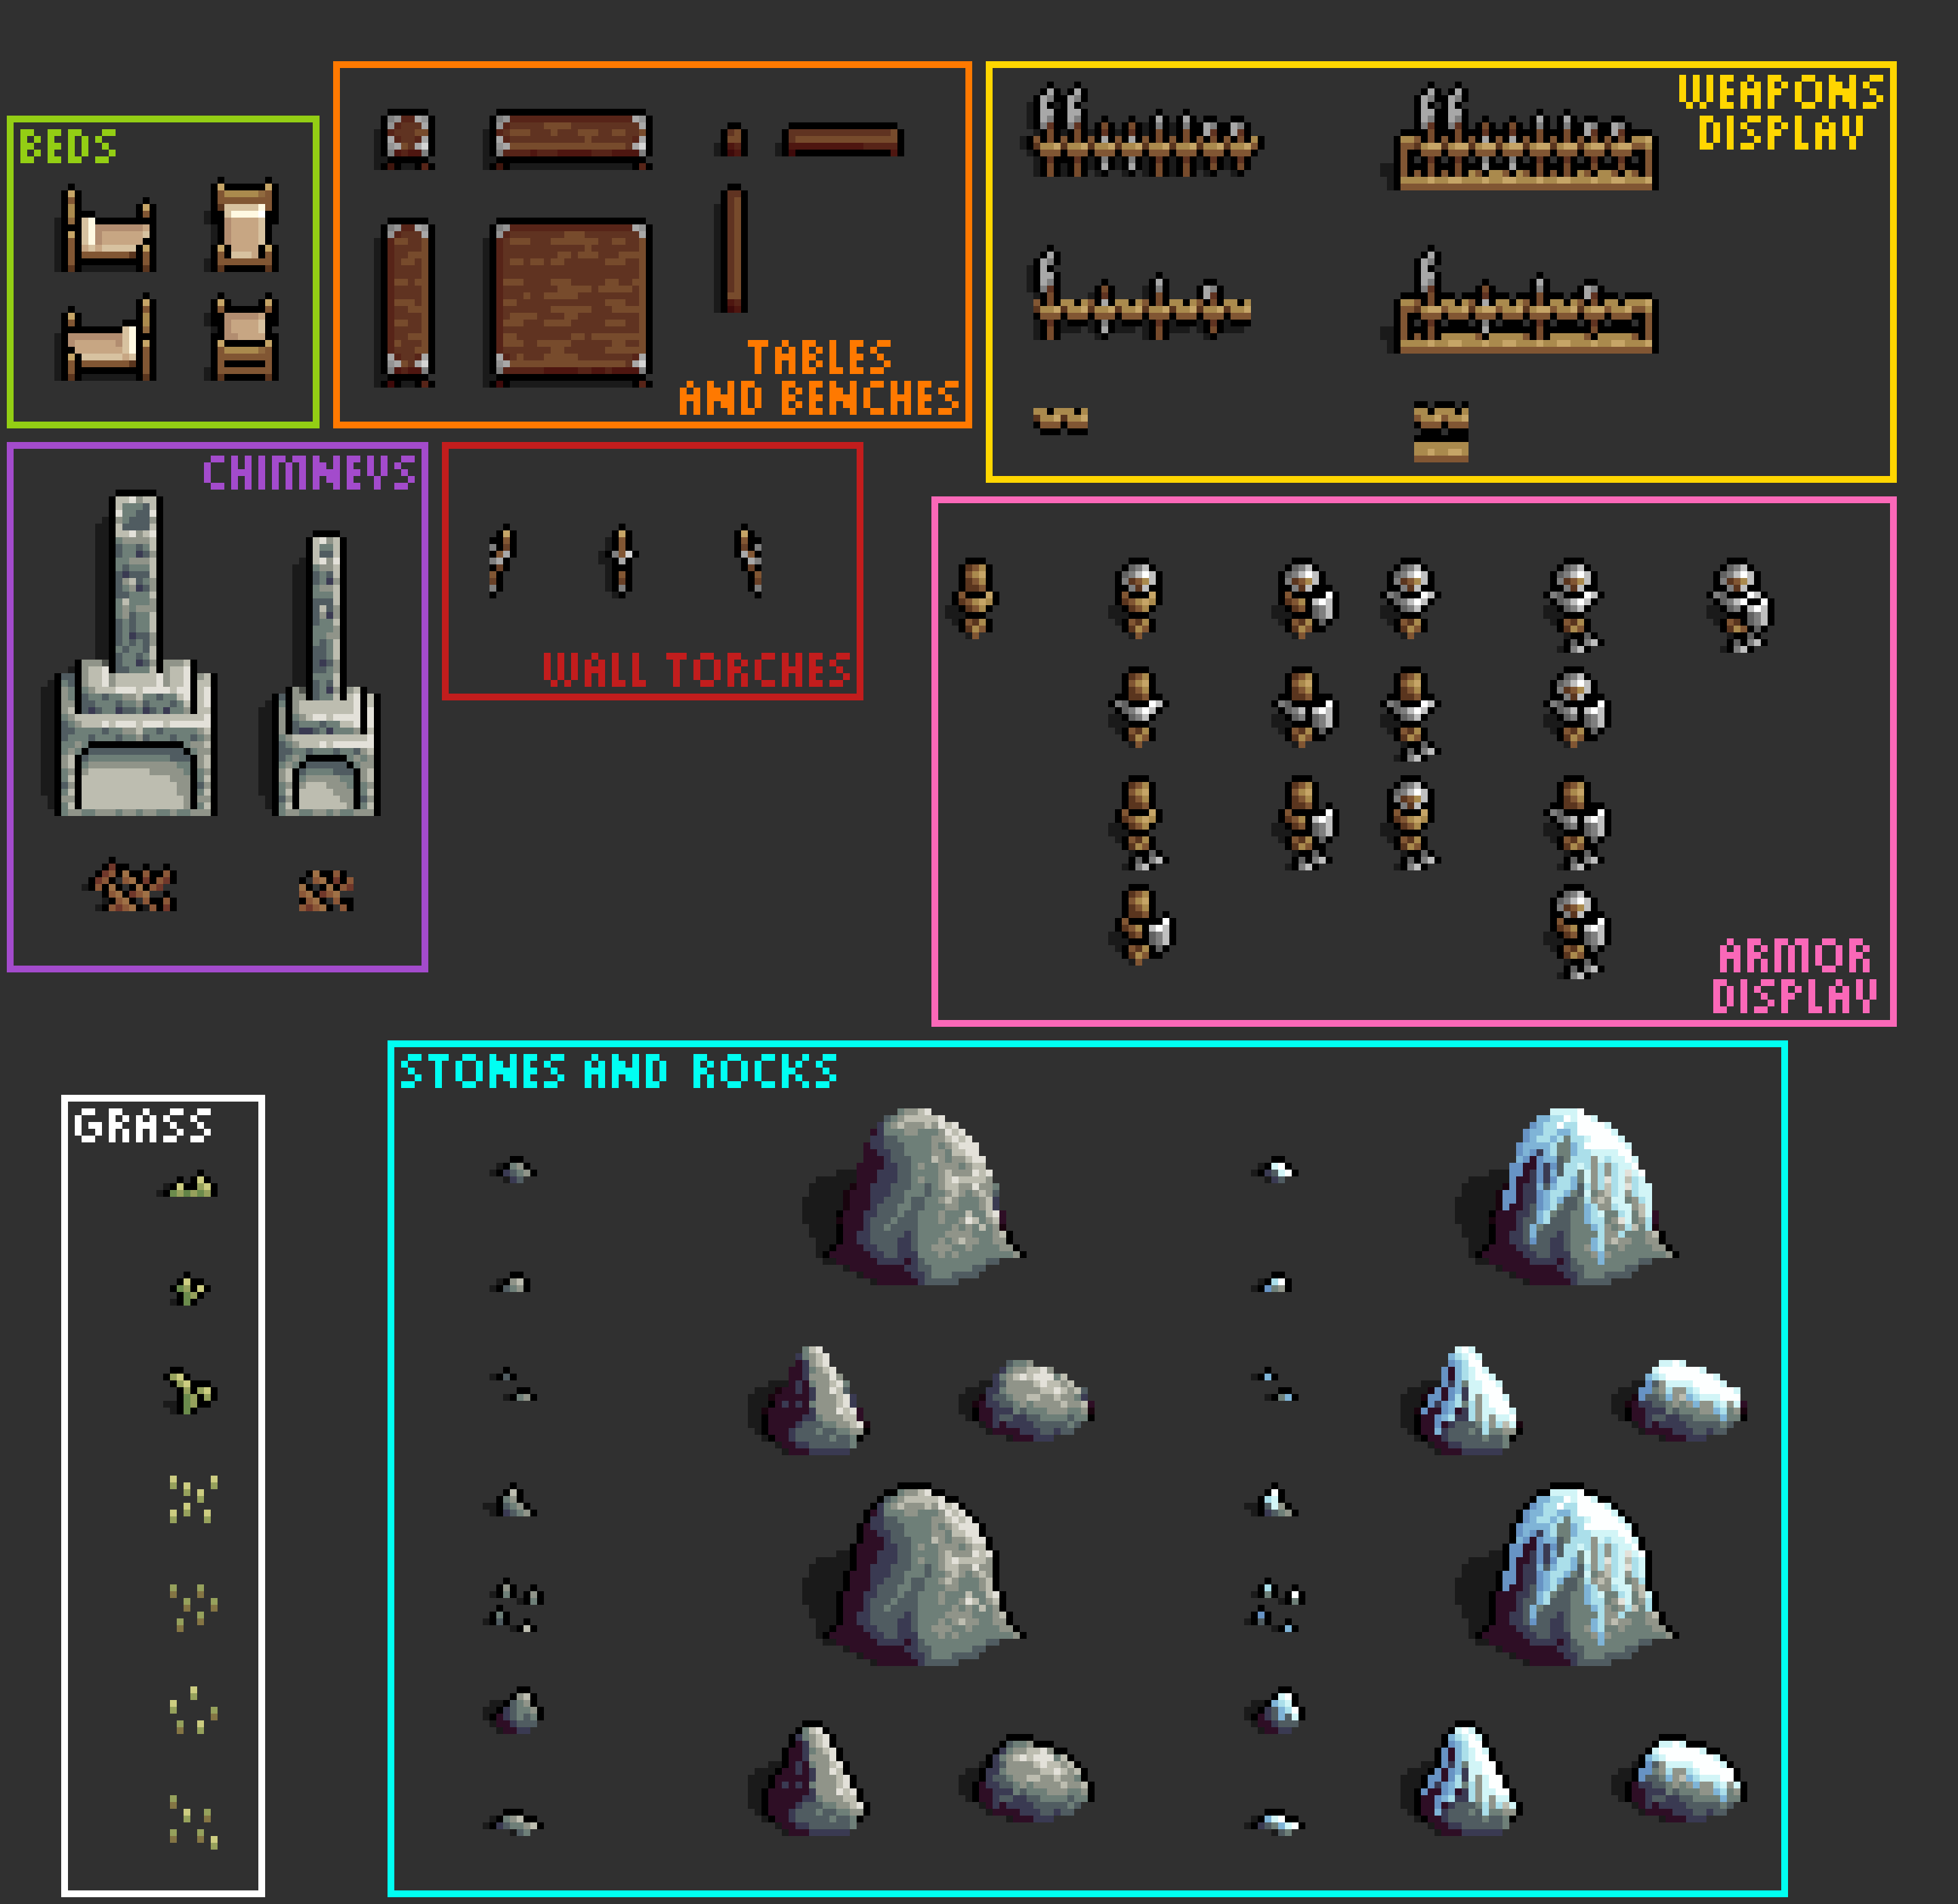 BEDS
TABLES
AND BENCHES
WEAPONS
DISPLAY
CHIMNEYS
WALL TORCHES
ARMOR
DISPLAY
STONES AND ROCKS
GRASS